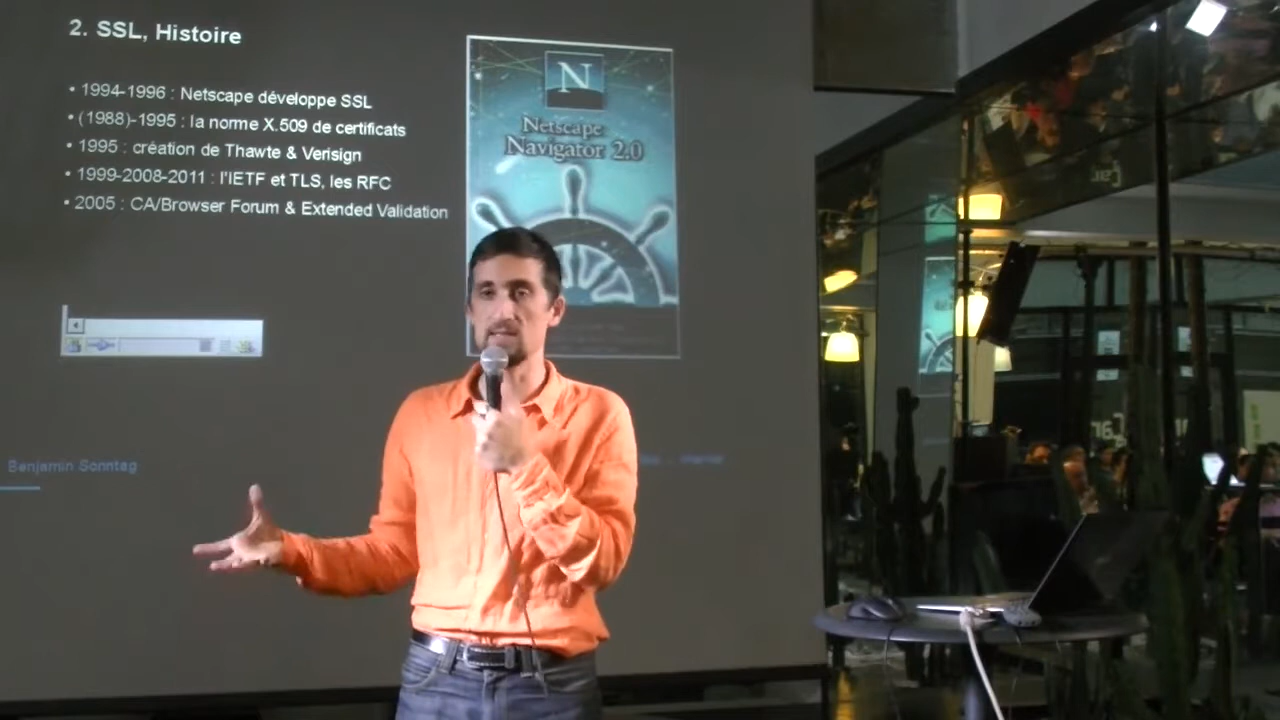 2. SSL, Histoire
• 1994-1996 : Netscape développe SSL
• (1988)-1995 : la norme X.509 de certificats
• 1995 : création de Thawte & Verisign
• 1999-2008-2011 : l'IETF et TLS, les RFC
• 2005 : CA/Browser Forum & Extended Validation
N
Netscape
Navigator 2.0
Benjamin Sonntag